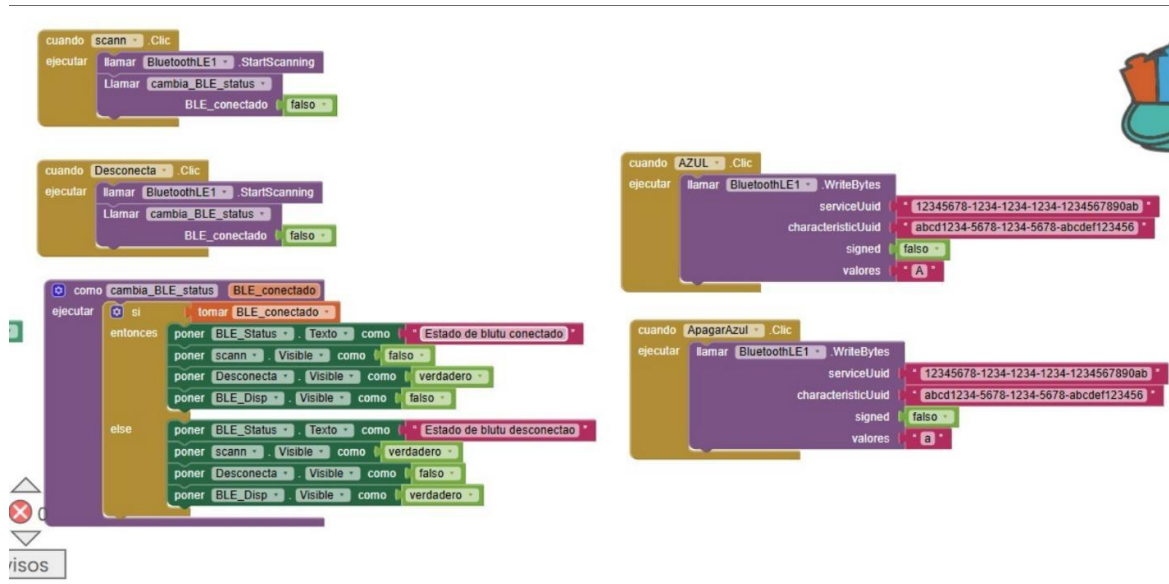 cuando scann .Clic
ejecutar llamar BluetoothLE1 .StartScanning
Llamar cambia_BLE_status
BLE_conectado falso
cuando Desconecta .Clic
ejecutar llamar BluetoothLE1 .StartScanning
Llamar cambia_BLE_status
BLE_conectado falso
como cambia_BLE_status BLE_conectado
ejecutar si tomar BLE_conectado
entonces poner BLE_Status . Texto como " Estado de blutu conectado "
poner scann . Visible como falso
poner Desconecta . Visible como verdadero
poner BLE_Disp . Visible como falso
else poner BLE_Status . Texto como " Estado de blutu desconectao "
poner scann . Visible como verdadero
poner Desconecta . Visible como falso
poner BLE_Disp . Visible como verdadero
0
visos
cuando AZUL .Clic
ejecutar llamar BluetoothLE1 .WriteBytes
serviceUuid " 12345678-1234-1234-1234-1234567890ab "
characteristicUuid " abcd1234-5678-1234-5678-abcdef123456 "
signed falso
valores " A "
cuando ApagarAzul .Clic
ejecutar llamar BluetoothLE1 .WriteBytes
serviceUuid " 12345678-1234-1234-1234-1234567890ab "
characteristicUuid " abcd1234-5678-1234-5678-abcdef123456 "
signed falso
valores " a "